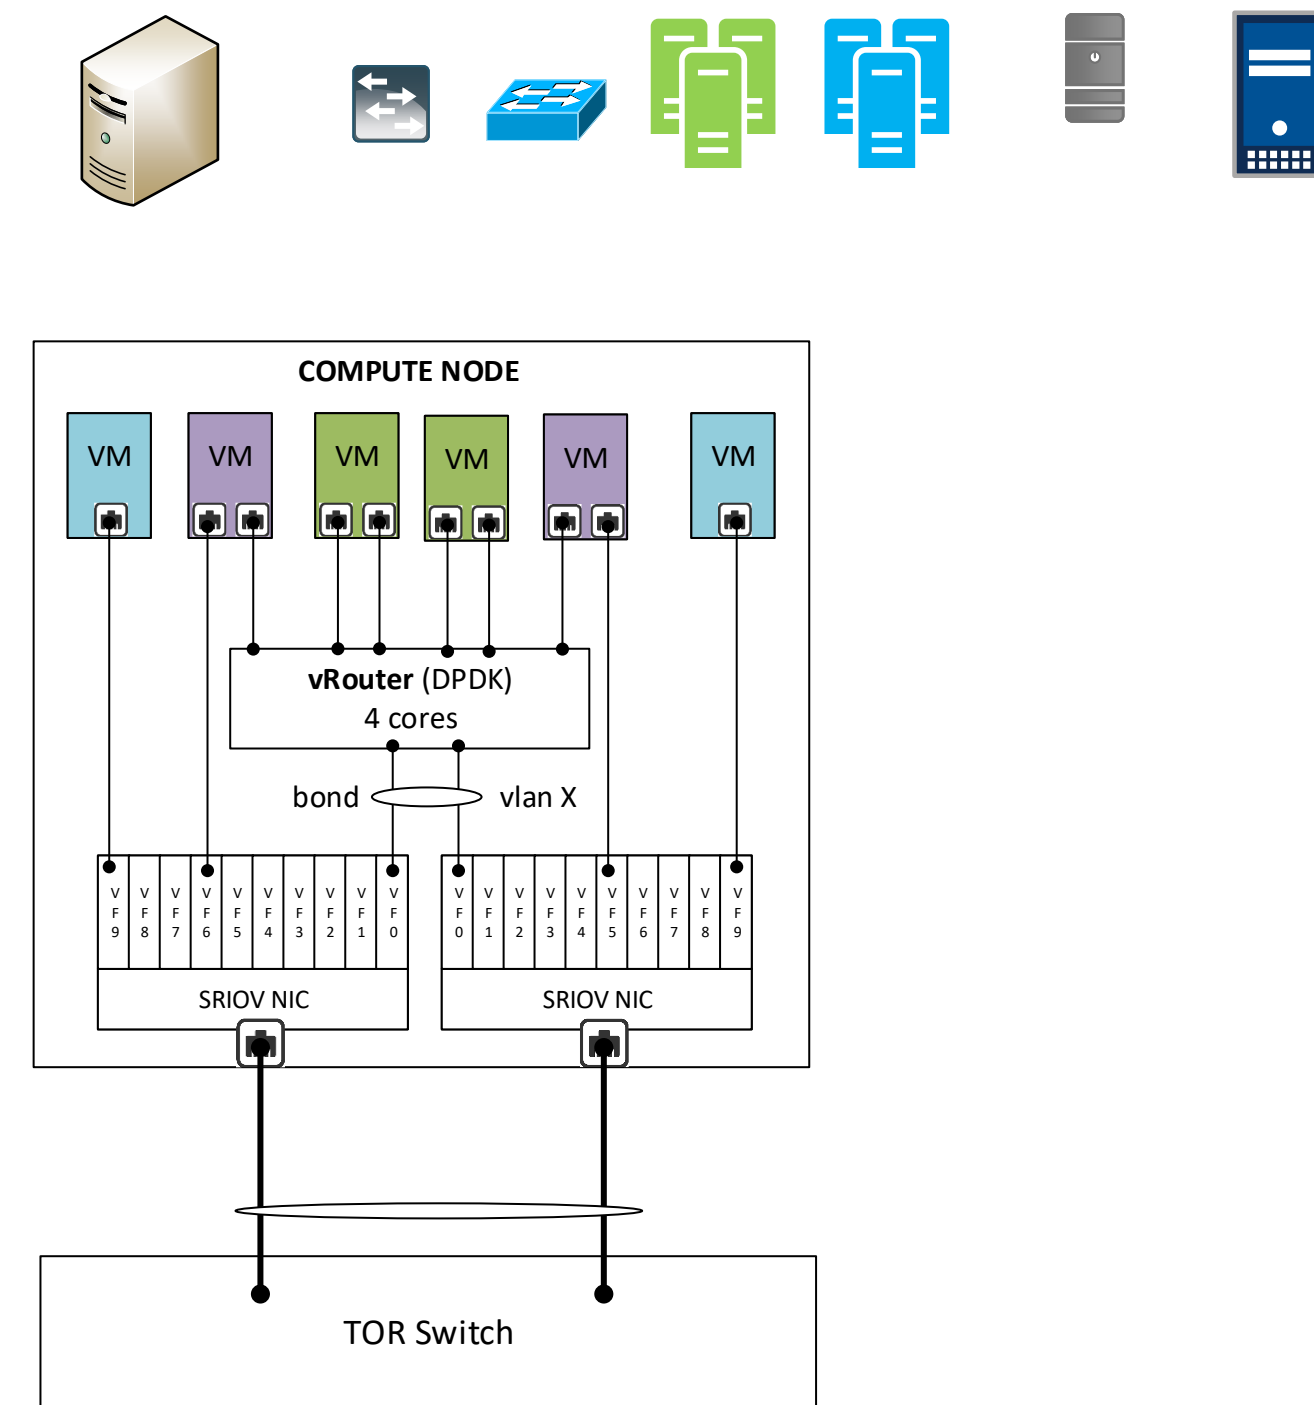 COMPUTE NODE
VM VM VM VM VM VM
vRouter (DPDK)
4 cores
bond vlan X
VF9 VF8 VF7 VF6 VF5 VF4 VF3 VF2 VF1 VF0 VF0 VF1 VF2 VF3 VF4 VF5 VF6 VF7 VF8 VF9
SRIOV NIC SRIOV NIC
TOR Switch